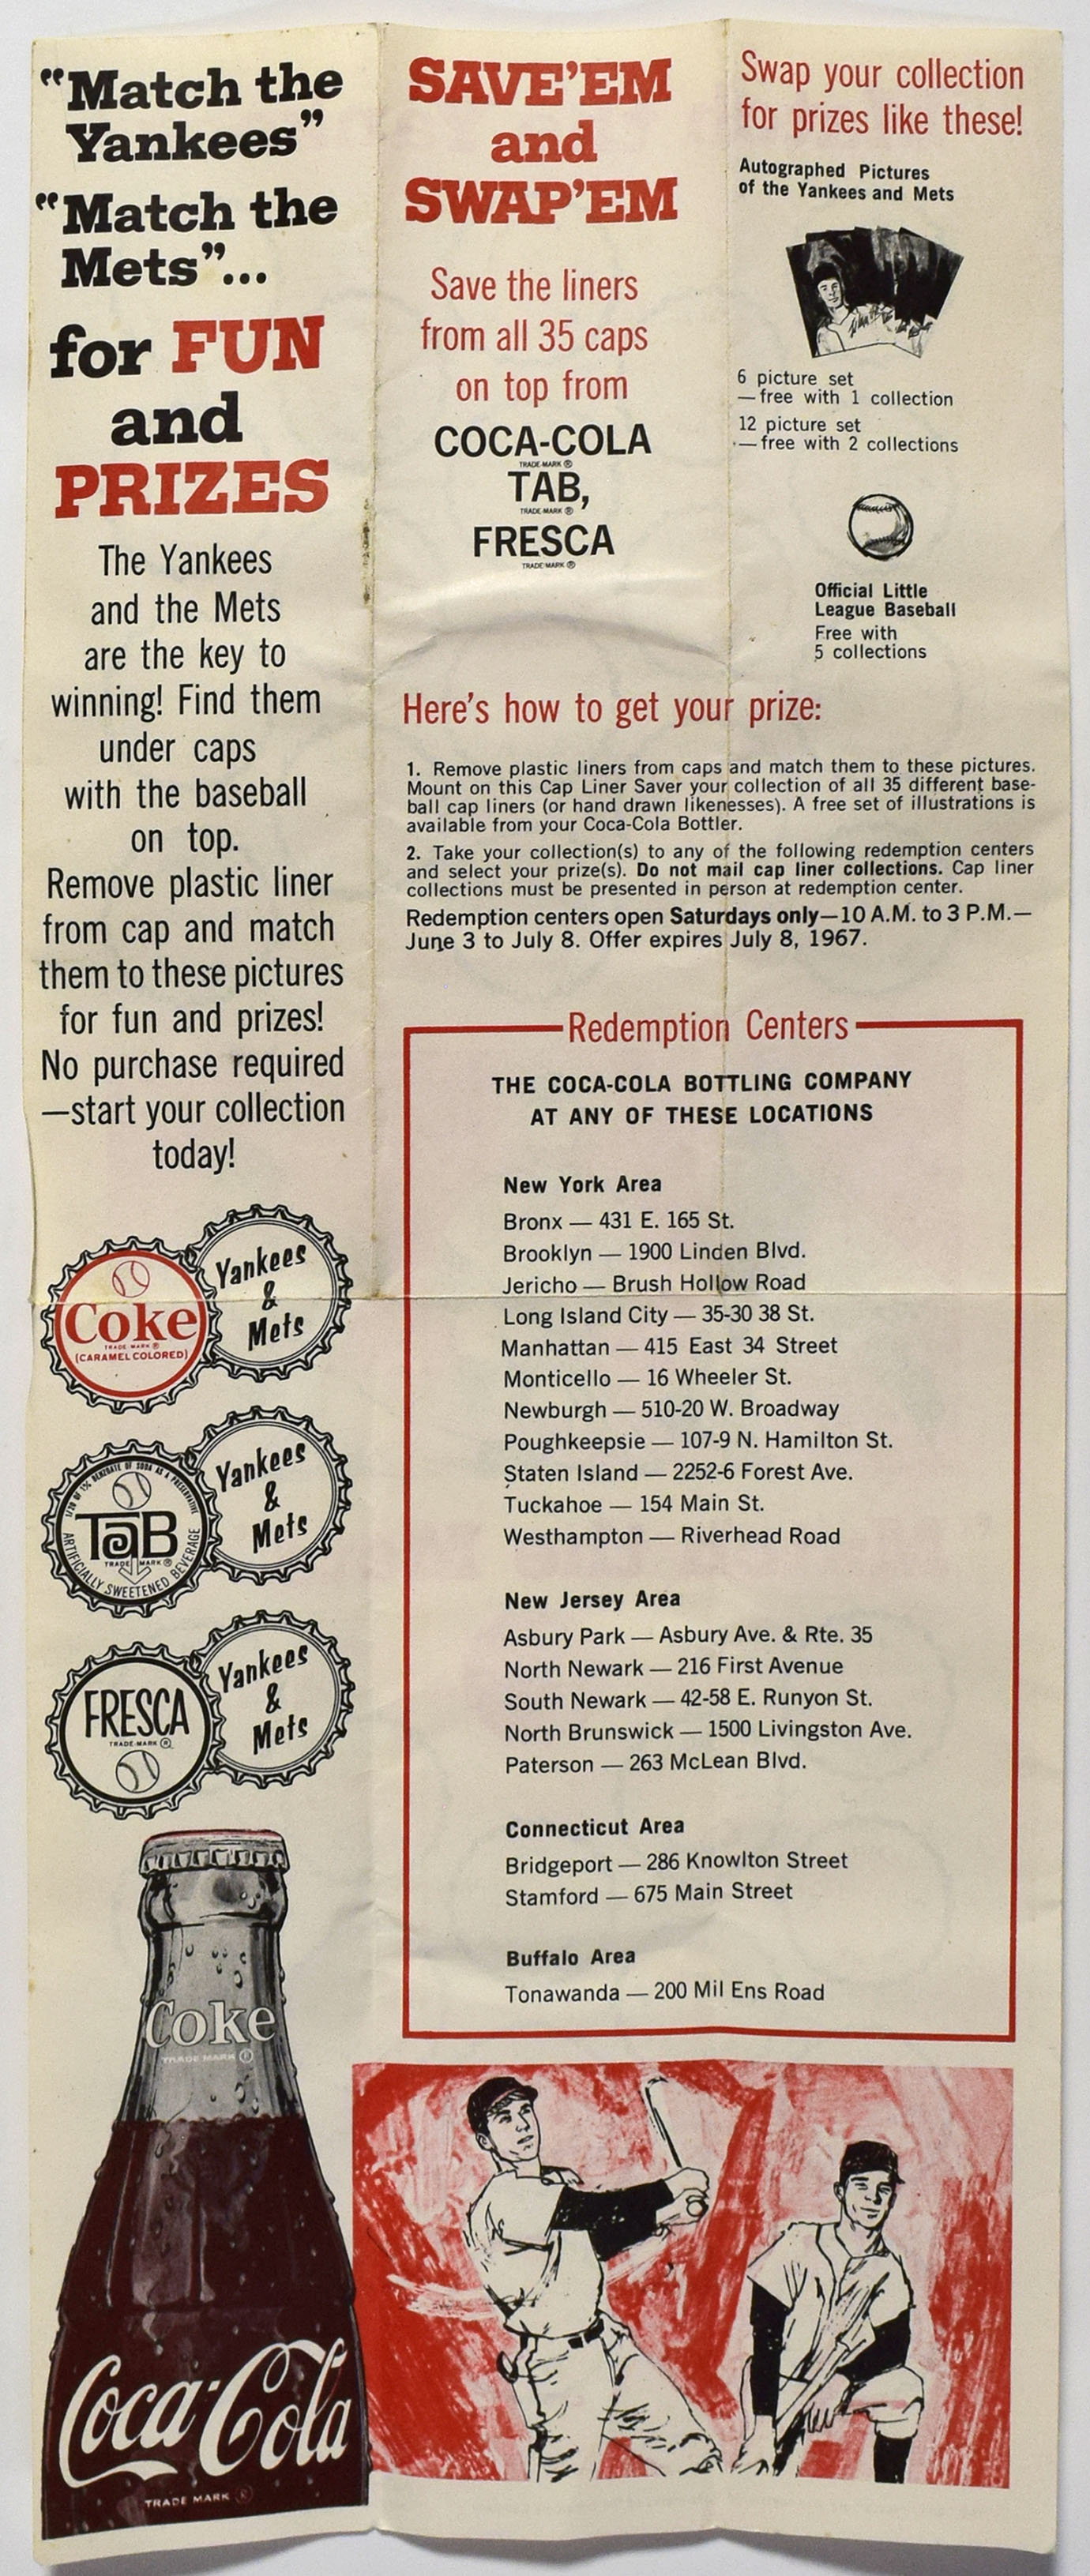 “Match the
Yankees”
“Match the
Mets”...
for FUN
and
PRIZES
The Yankees
and the Mets
are the key to
winning! Find them
under caps
with the baseball
on top.
Remove plastic liner
from cap and match
them to these pictures
for fun and prizes!
No purchase required
—start your collection
today!
Coke
TRADE MARK ®
(CARAMEL COLORED)
Yankees
&
Mets
1/20 OF 1% BENZOATE OF SODA AS A PRESERVATIVE
TaB
TRADE MARK ®
ARTIFICIALLY SWEETENED BEVERAGE
Yankees
&
Mets
FRESCA
TRADE-MARK ®
Yankees
&
Mets
Coke
TRADE MARK ®
Coca-Cola
TRADE MARK ®
SAVE’EM
and
SWAP’EM
Save the liners
from all 35 caps
on top from
COCA-COLA
TRADE-MARK ®
TAB,
TRADE-MARK ®
FRESCA
TRADE-MARK ®
Swap your collection
for prizes like these!
Autographed Pictures
of the Yankees and Mets
6 picture set
—free with 1 collection
12 picture set
—free with 2 collections
Official Little
League Baseball
Free with
5 collections
Here’s how to get your prize:
1. Remove plastic liners from caps and match them to these pictures.
Mount on this Cap Liner Saver your collection of all 35 different base-
ball cap liners (or hand drawn likenesses). A free set of illustrations is
available from your Coca-Cola Bottler.
2. Take your collection(s) to any of the following redemption centers
and select your prize(s). Do not mail cap liner collections. Cap liner
collections must be presented in person at redemption center.
Redemption centers open Saturdays only—10 A.M. to 3 P.M.—
June 3 to July 8. Offer expires July 8, 1967.
Redemption Centers
THE COCA-COLA BOTTLING COMPANY
AT ANY OF THESE LOCATIONS
New York Area
Bronx — 431 E. 165 St.
Brooklyn — 1900 Linden Blvd.
Jericho — Brush Hollow Road
Long Island City — 35-30 38 St.
Manhattan — 415 East 34 Street
Monticello — 16 Wheeler St.
Newburgh — 510-20 W. Broadway
Poughkeepsie — 107-9 N. Hamilton St.
Staten Island — 2252-6 Forest Ave.
Tuckahoe — 154 Main St.
Westhampton — Riverhead Road
New Jersey Area
Asbury Park — Asbury Ave. & Rte. 35
North Newark — 216 First Avenue
South Newark — 42-58 E. Runyon St.
North Brunswick — 1500 Livingston Ave.
Paterson — 263 McLean Blvd.
Connecticut Area
Bridgeport — 286 Knowlton Street
Stamford — 675 Main Street
Buffalo Area
Tonawanda — 200 Mil Ens Road